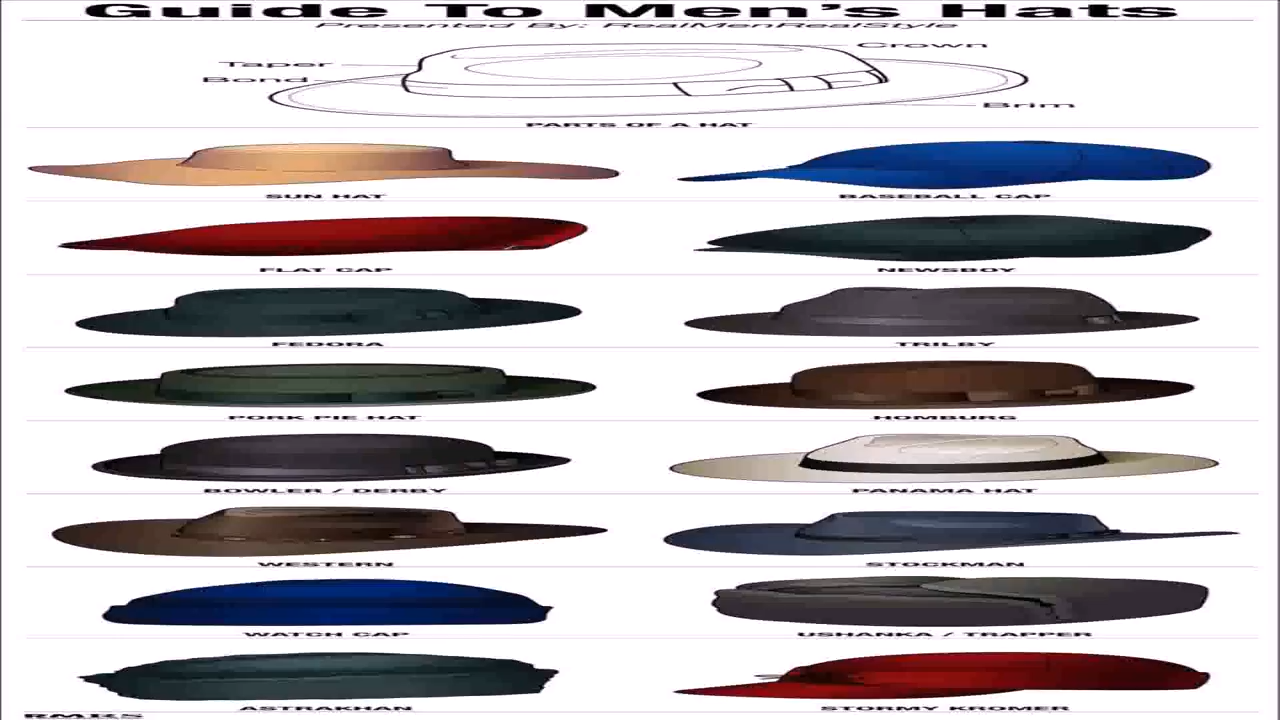 Guide To Men's Hats
Presented By: RealMenRealStyle
Crown
Taper
Bond
Brim
PARTS OF A HAT
SUN HAT
BASEBALL CAP
FLAT CAP
NEWSBOY
FEDORA
TRILBY
PORK PIE HAT
HOMBURG
BOWLER / DERBY
PANAMA HAT
WESTERN
STOCKMAN
WATCH CAP
USHANKA / TRAPPER
ASTRAKHAN
STORMY KROMER
RMRS